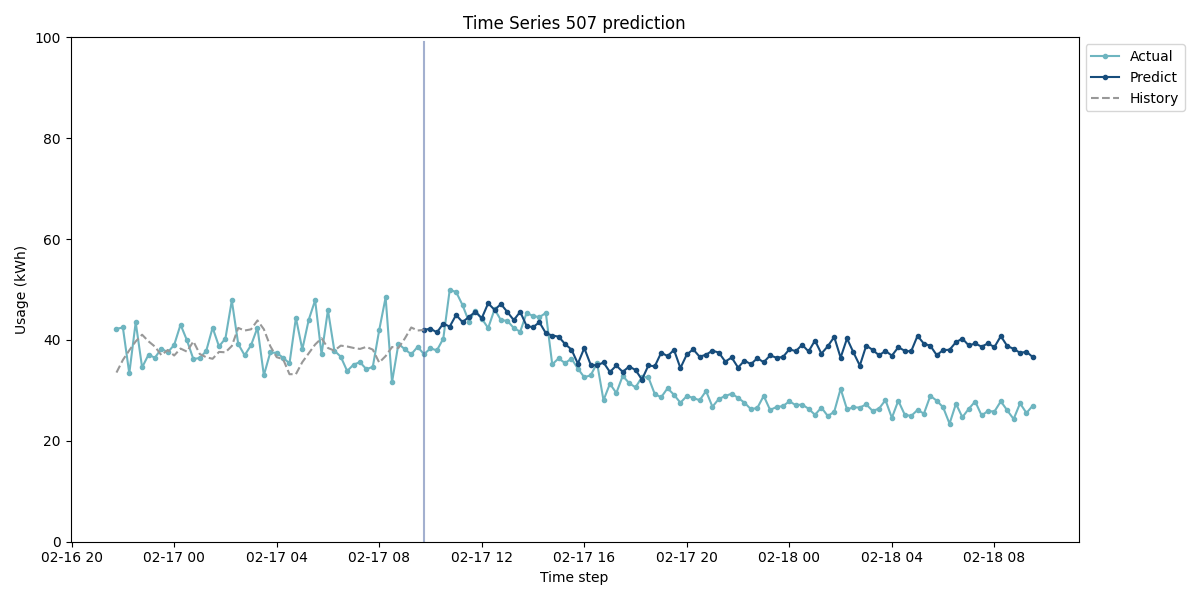 Time Series 507 prediction
Usage (kWh)
100
80
60
40
20
0
02-16 20
02-17 00
02-17 04
02-17 08
02-17 12
02-17 16
02-17 20
02-18 00
02-18 04
02-18 08
Time step
Actual
Predict
History